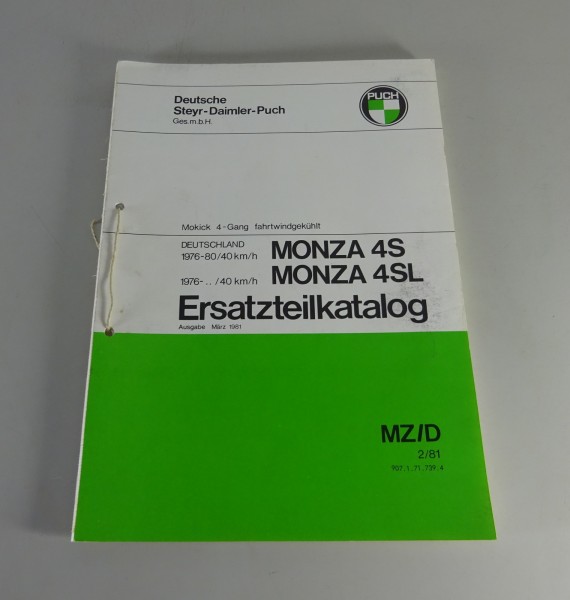 Deutsche
Steyr-Daimler-Puch
Ges.m.b.H.
PUCH
Mokick 4-Gang fahrtwindgekühlt
DEUTSCHLAND
1976-80/40 km/h MONZA 4S
1976- .. /40 km/h MONZA 4SL
Ersatzteilkatalog
Ausgabe März 1981
MZ/D
2/81
907.1.71.739.4